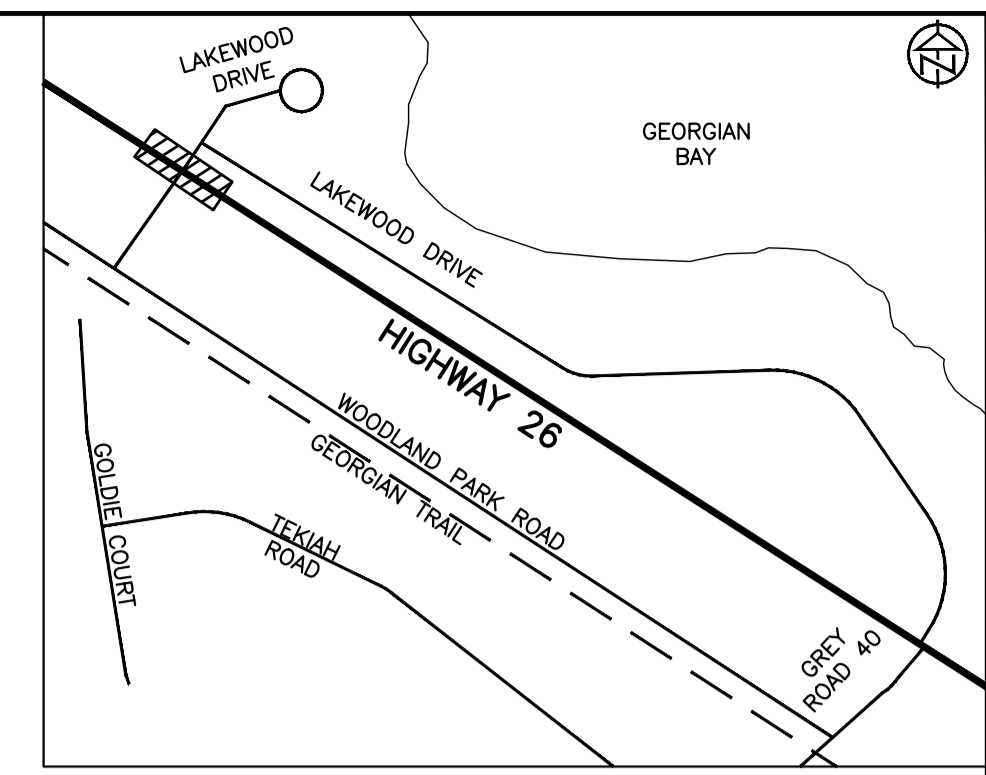 LAKEWOOD
DRIVE
N
GEORGIAN
BAY
LAKEWOOD DRIVE
HIGHWAY 26
WOODLAND PARK ROAD
GEORGIAN TRAIL
GOLDIE COURT
TEKIAH
ROAD
GREY
ROAD 40